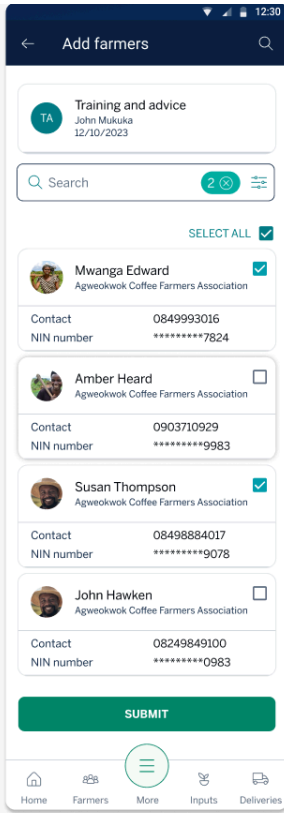 12:30
Add farmers
TA
Training and advice
John Mukuka
12/10/2023
Search 2
SELECT ALL
Mwanga Edward
Agweokwok Coffee Farmers Association
Contact 0849993016
NIN number *********7824
Amber Heard
Agweokwok Coffee Farmers Association
Contact 0903710929
NIN number *********9983
Susan Thompson
Agweokwok Coffee Farmers Association
Contact 08498884017
NIN number *********9078
John Hawken
Agweokwok Coffee Farmers Association
Contact 08249849100
NIN number *********0983
SUBMIT
Home Farmers More Inputs Deliveries